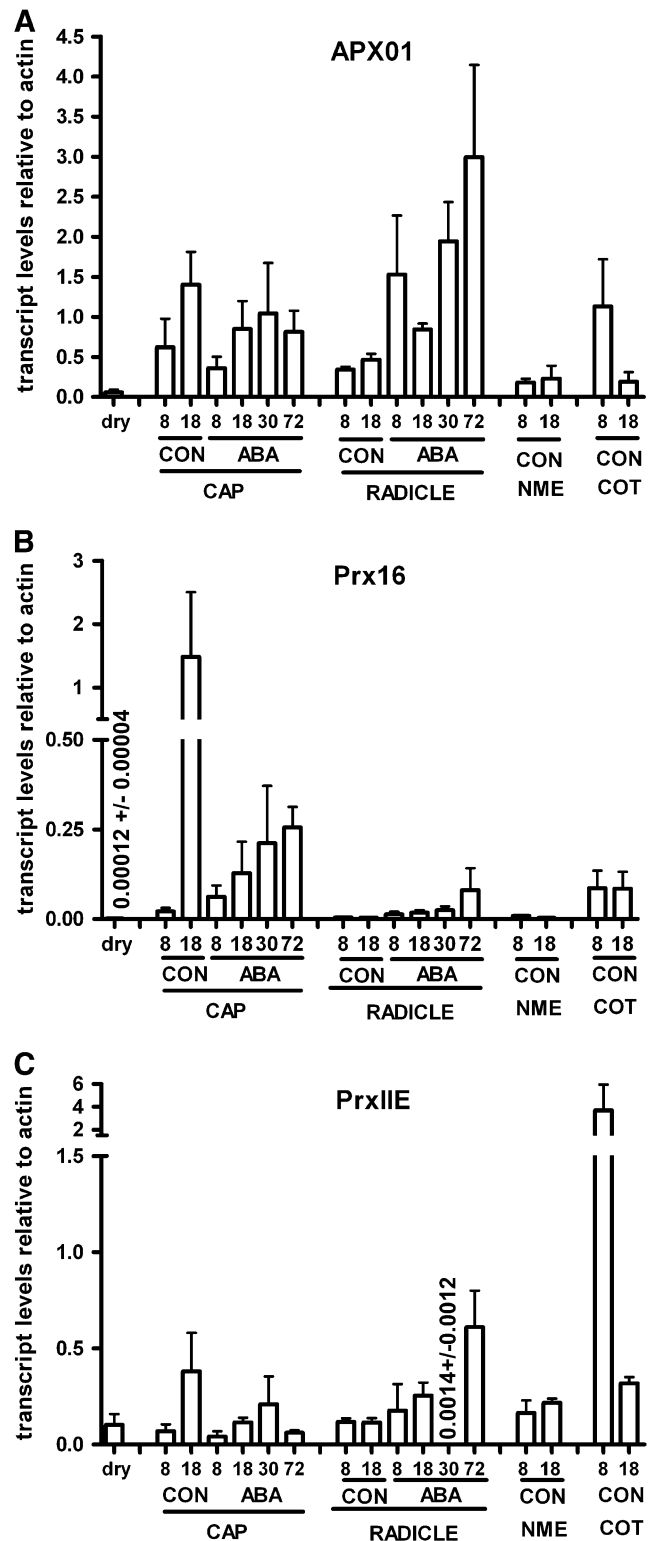 A
APX01
transcript levels relative to actin
4.5
4.0
3.5
3.0
2.5
2.0
1.5
1.0
0.5
0.0
dry 8 18 8 18 30 72 8 18 8 18 30 72 8 18 8 18
CON ABA CON ABA CON CON
CAP RADICLE NME COT
B
Prx16
transcript levels relative to actin
3
2
1
0.50
0.25
0.00
0.00012 +/- 0.00004
dry 8 18 8 18 30 72 8 18 8 18 30 72 8 18 8 18
CON ABA CON ABA CON CON
CAP RADICLE NME COT
C
PrxIIE
transcript levels relative to actin
6
4
2
1.5
1.0
0.5
0.0
0.0014+/-0.0012
dry 8 18 8 18 30 72 8 18 8 18 30 72 8 18 8 18
CON ABA CON ABA CON CON
CAP RADICLE NME COT